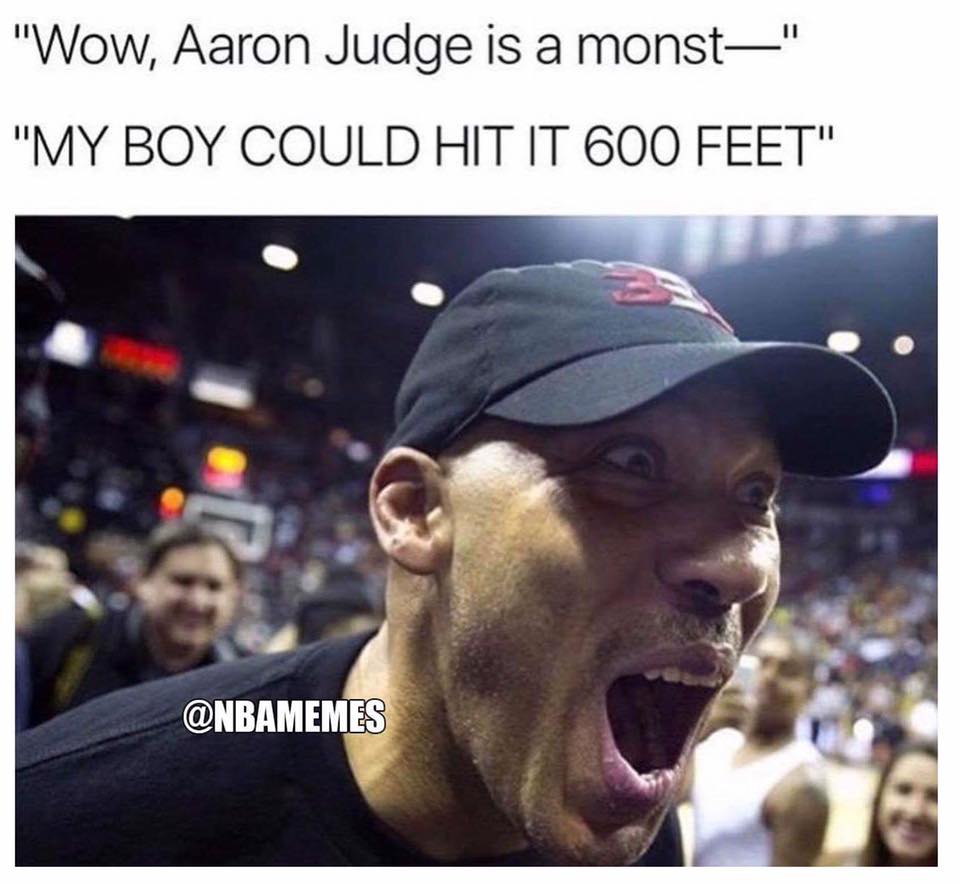 "Wow, Aaron Judge is a monst—"
"MY BOY COULD HIT IT 600 FEET"
@NBAMEMES